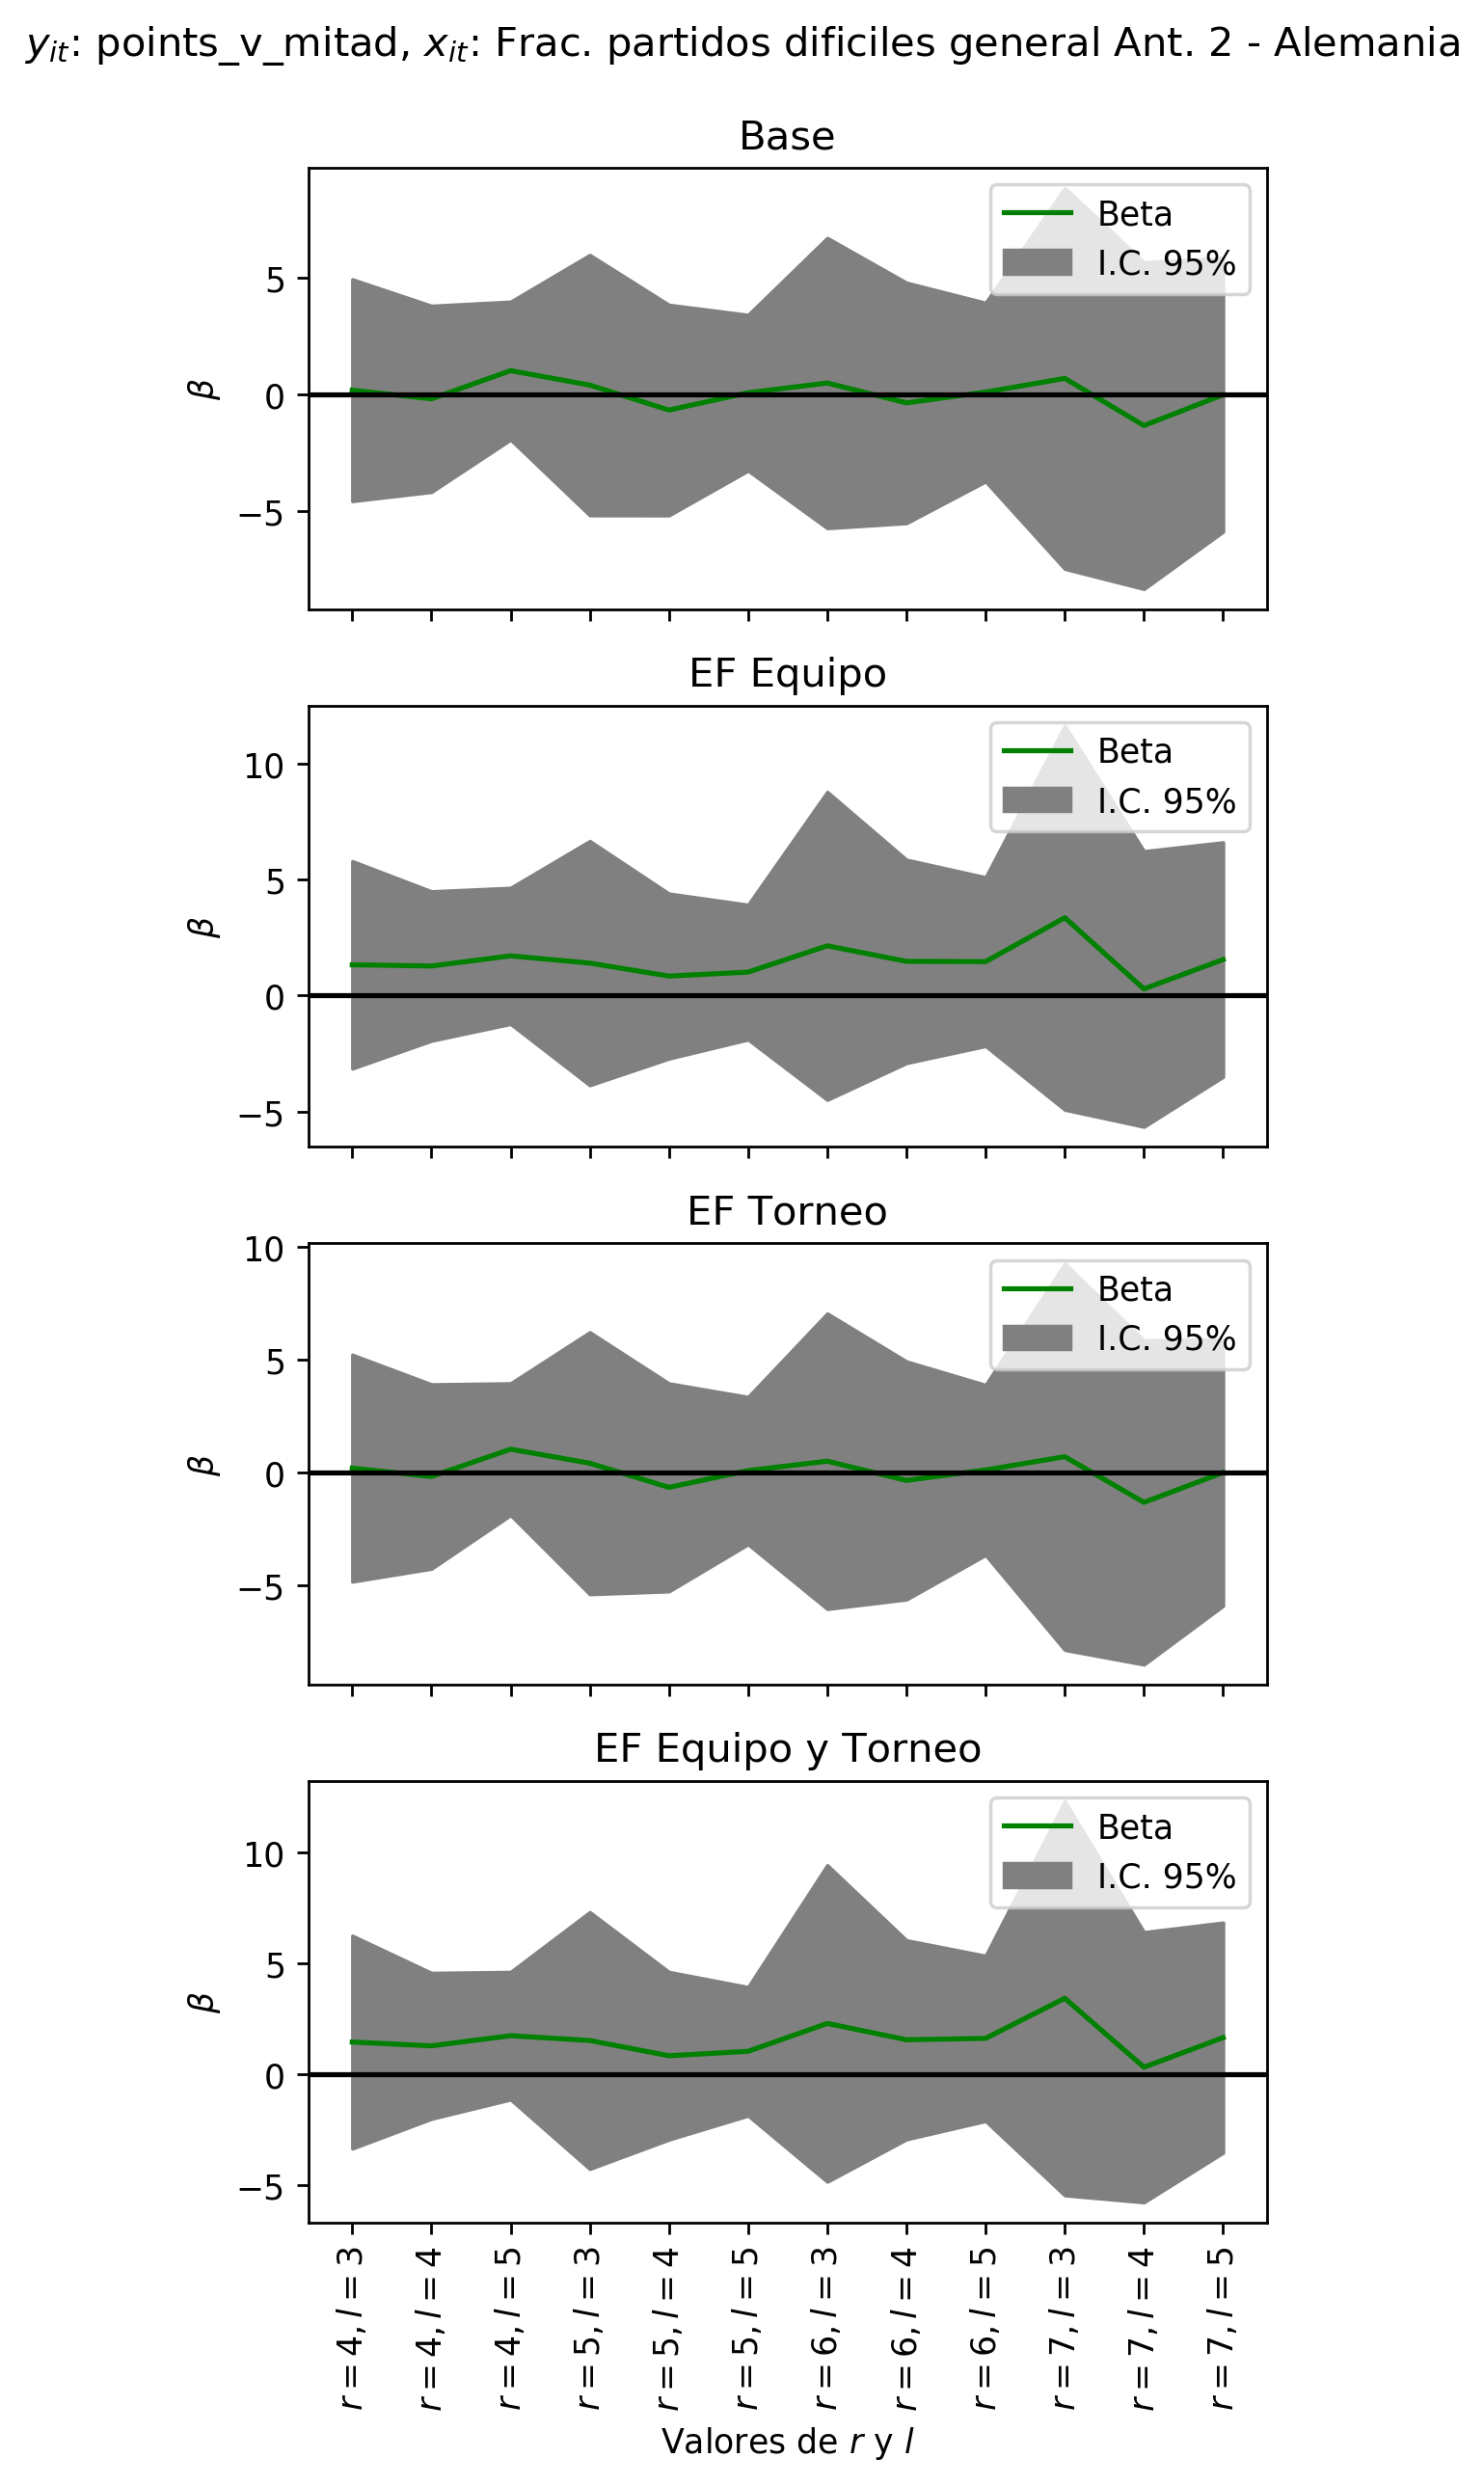 y_it: points_v_mitad, x_it: Frac. partidos dificiles general Ant. 2 - Alemania
Base
Beta
I.C. 95%
5
0
−5
β
EF Equipo
Beta
I.C. 95%
10
5
0
−5
β
EF Torneo
Beta
I.C. 95%
10
5
0
−5
β
EF Equipo y Torneo
Beta
I.C. 95%
10
5
0
−5
β
r = 4, l = 3
r = 4, l = 4
r = 4, l = 5
r = 5, l = 3
r = 5, l = 4
r = 5, l = 5
r = 6, l = 3
r = 6, l = 4
r = 6, l = 5
r = 7, l = 3
r = 7, l = 4
r = 7, l = 5
Valores de r y l